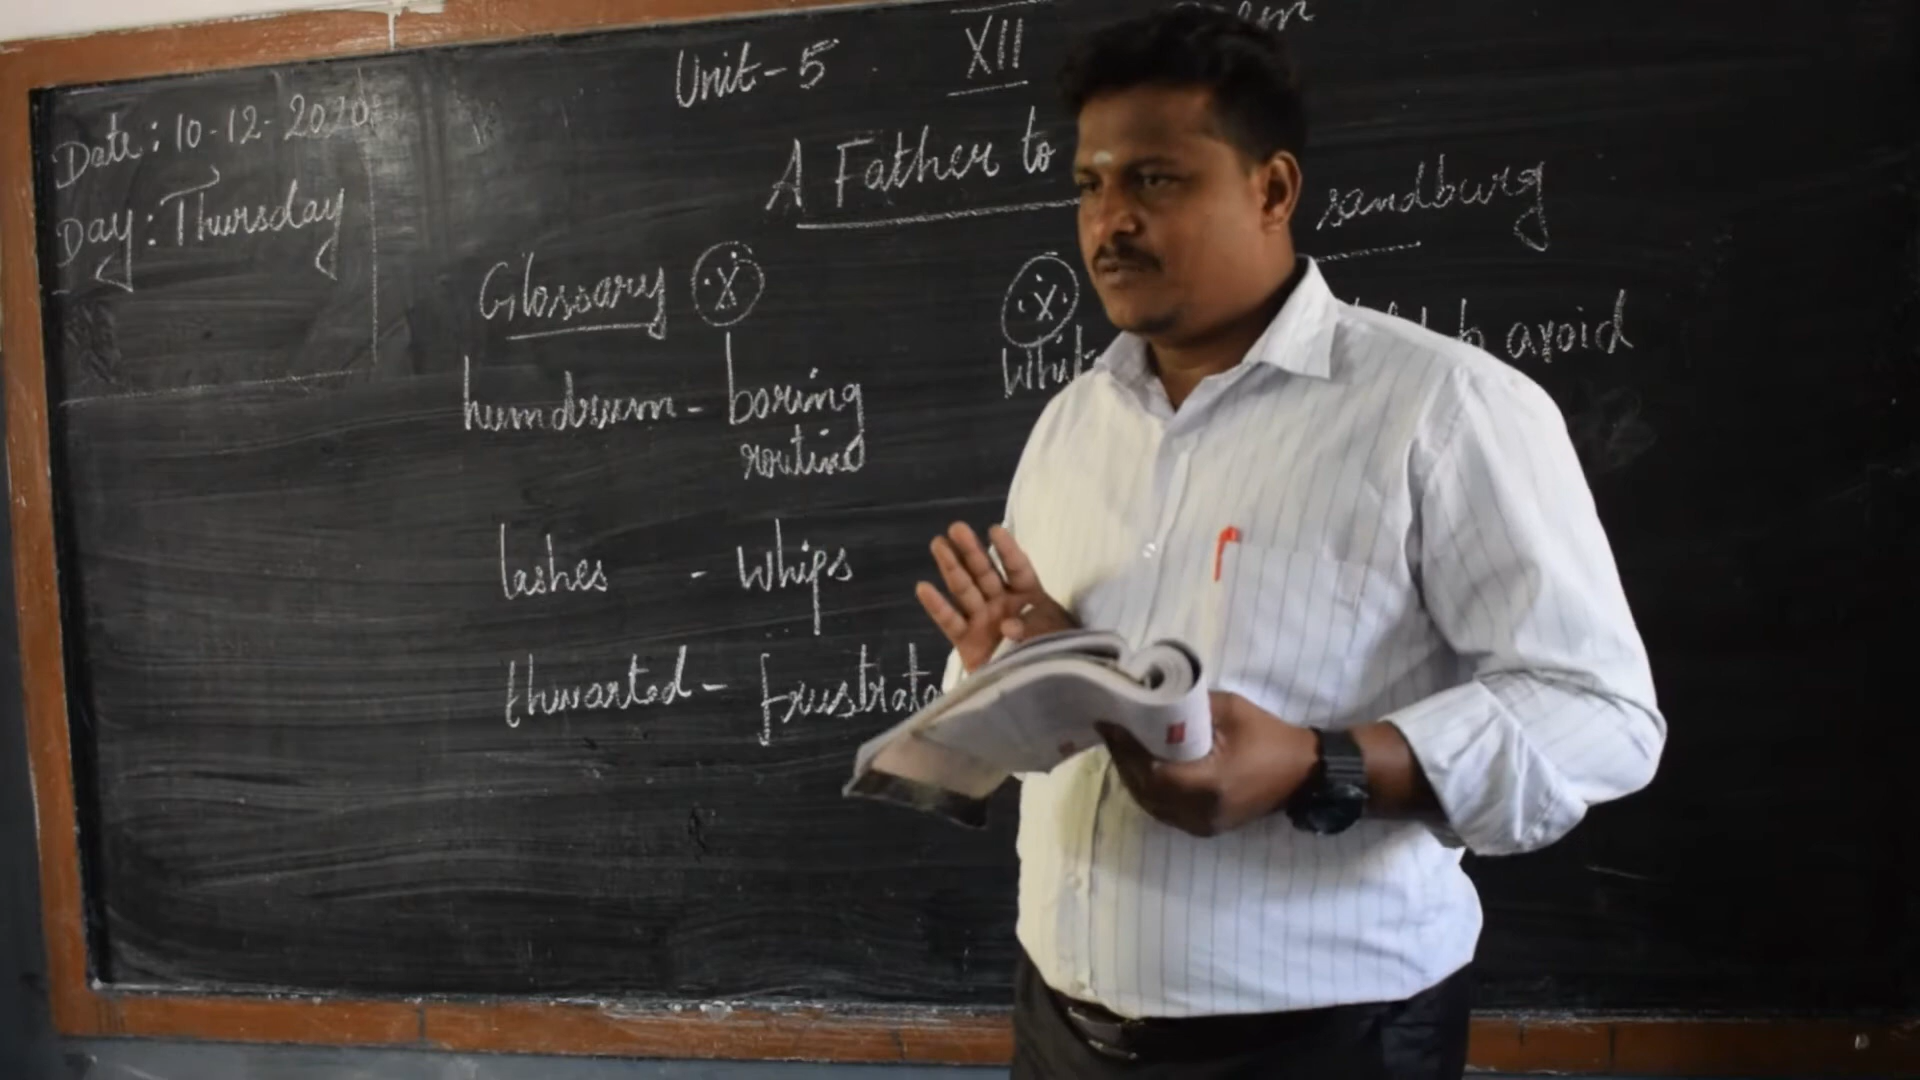 Date: 10-12-2020
Day: Thursday
Unit-5
XII
A Father to
sandburg
Glossary
humdrum - boring
routine
avoid
lashes - whips
thwarted - frustrate